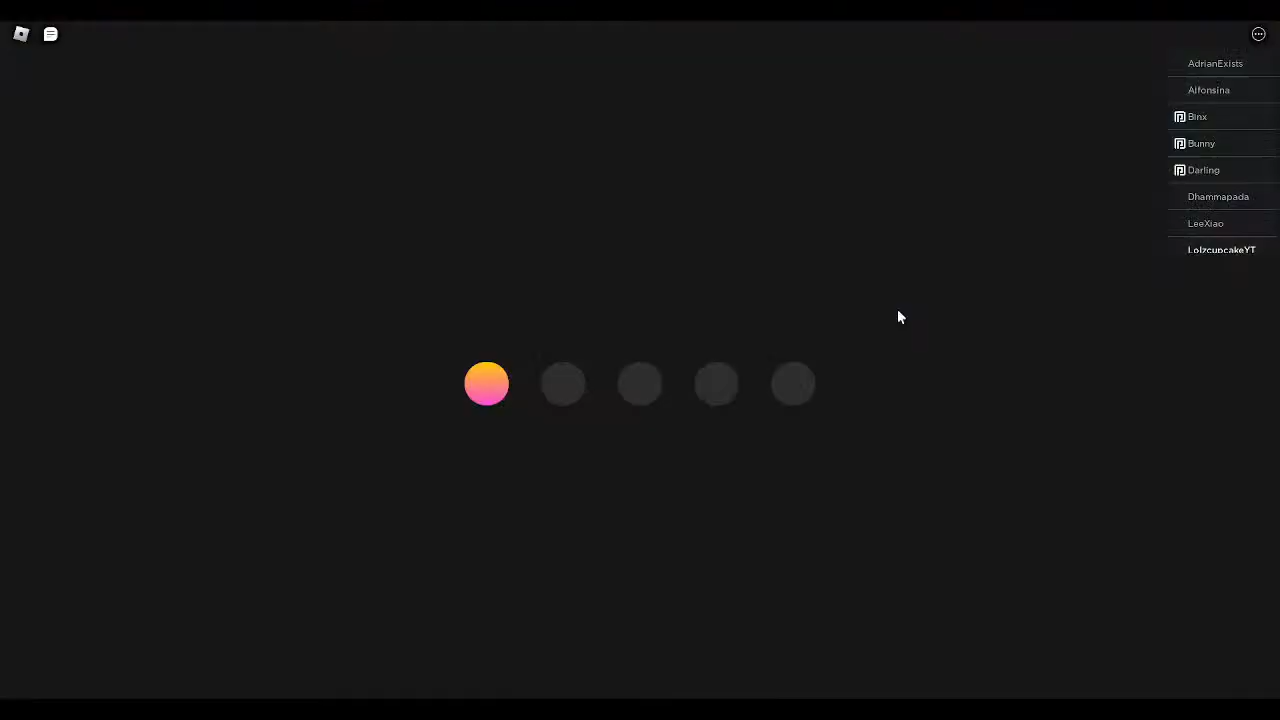 AdrianExists
Alfonsina
Binx
Bunny
Darling
Dhammapada
LeeXiao
LolzcupcakeYT